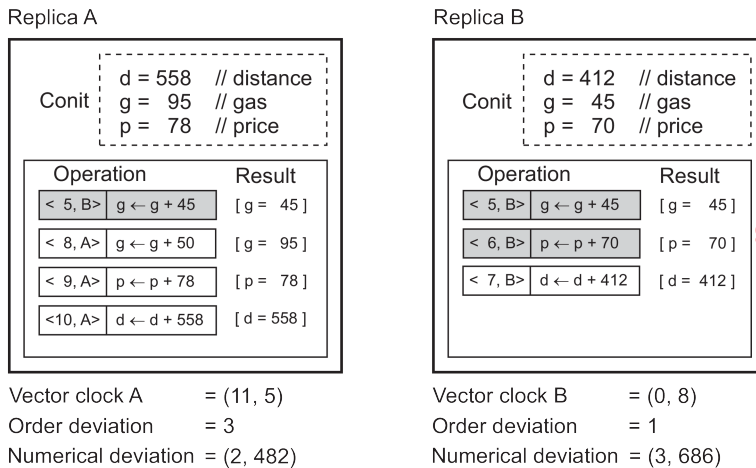 Replica A
Conit
d = 558 // distance
g = 95 // gas
p = 78 // price
Operation Result
< 5, B> g ← g + 45 [ g = 45 ]
< 8, A> g ← g + 50 [ g = 95 ]
< 9, A> p ← p + 78 [ p = 78 ]
<10, A> d ← d + 558 [ d = 558 ]
Vector clock A = (11, 5)
Order deviation = 3
Numerical deviation = (2, 482)
Replica B
Conit
d = 412 // distance
g = 45 // gas
p = 70 // price
Operation Result
< 5, B> g ← g + 45 [ g = 45 ]
< 6, B> p ← p + 70 [ p = 70 ]
< 7, B> d ← d + 412 [ d = 412 ]
Vector clock B = (0, 8)
Order deviation = 1
Numerical deviation = (3, 686)